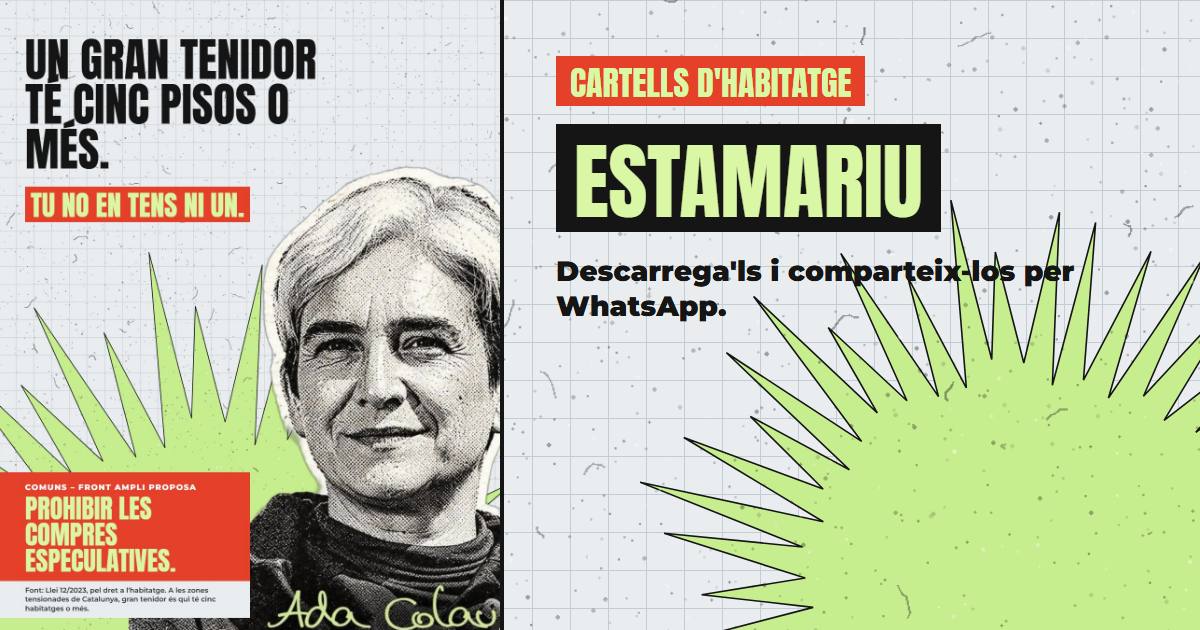 UN GRAN TENIDOR
TÉ CINC PISOS O
MÉS.
TU NO EN TENS NI UN.
COMUNS – FRONT AMPLI PROPOSA
PROHIBIR LES
COMPRES
ESPECULATIVES.
Font: Llei 12/2023, pel dret a l'habitatge. A les zones
tensionades de Catalunya, gran tenidor és qui té cinc
habitatges o més.
Ada Colau
CARTELLS D'HABITATGE
ESTAMARIU
Descarrega'ls i comparteix-los per
WhatsApp.